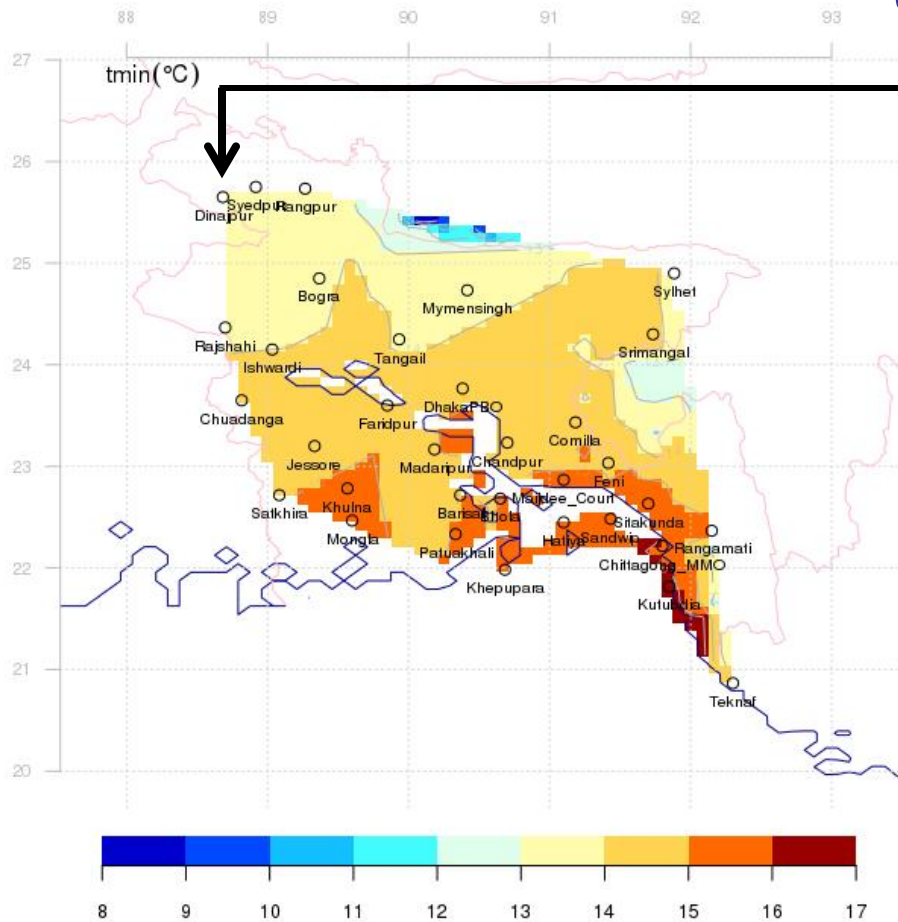 88 89 90 91 92 93
27
tmin(°C)
26
Syedpur Rangpur
Dinajpur
25
Sylhet
Bogra
Mymensingh
Rajshahi
Srimangal
24
Tangail
Ishwardi
Chuadanga
Faridpur
DhakaPB
Comilla
23
Jessore
Madaripur
Chandpur
Feni
Satkhira
Khulna
Barisal
Bhola
Maijdee_Court
Sitakunda
Mongla
Patuakhali
Hatiya
Sandwip
Rangamati
22
Chittagong_MMO
Khepupara
Kutubdia
21
Teknaf
20
8 9 10 11 12 13 14 15 16 17